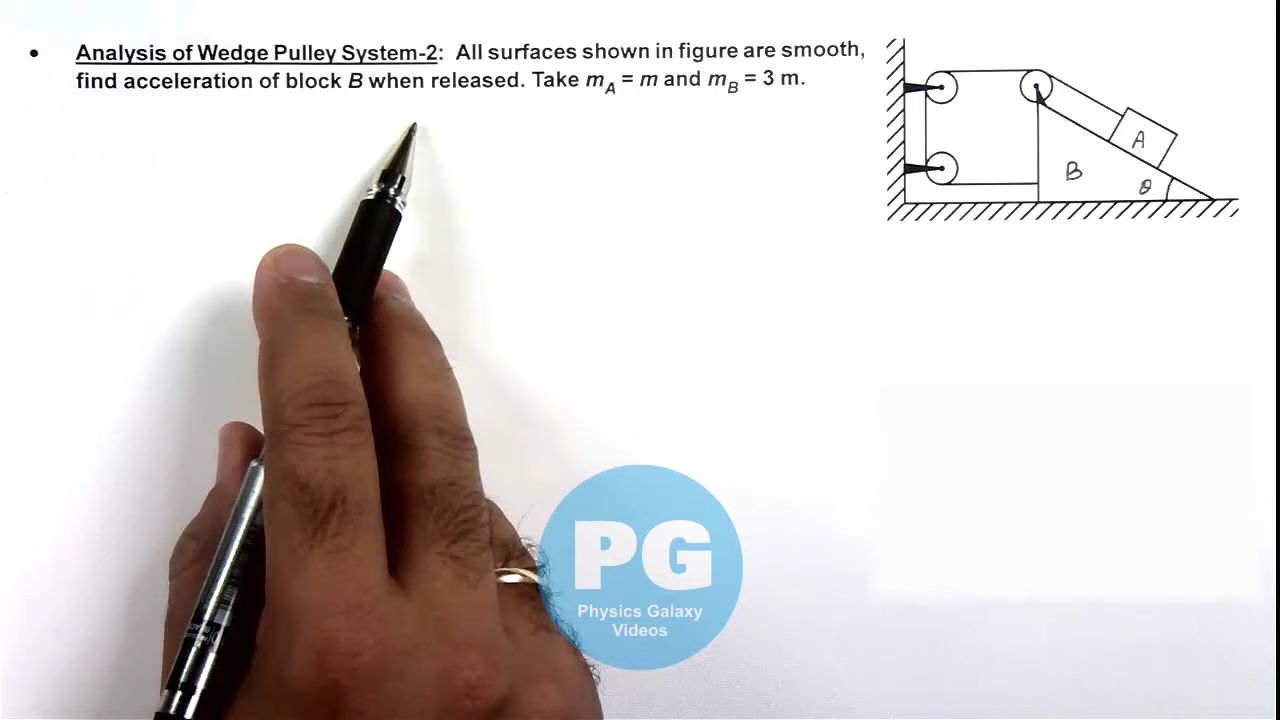 • Analysis of Wedge Pulley System-2: All surfaces shown in figure are smooth,
find acceleration of block B when released. Take mA = m and mB = 3 m.
A
B
θ
PG
Physics Galaxy
Videos